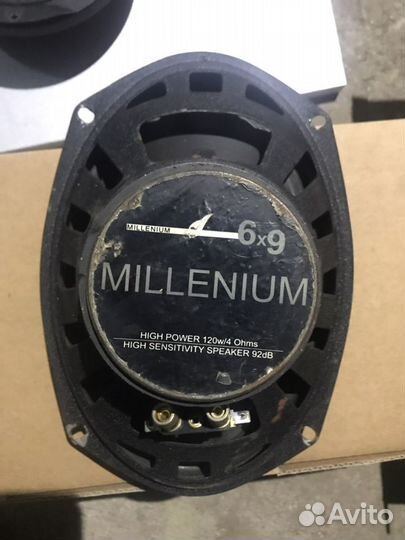 MILLENIUM
6x9
MILLENIUM
HIGH POWER 120w/4 Ohms
HIGH SENSITIVITY SPEAKER 92dB
Avito